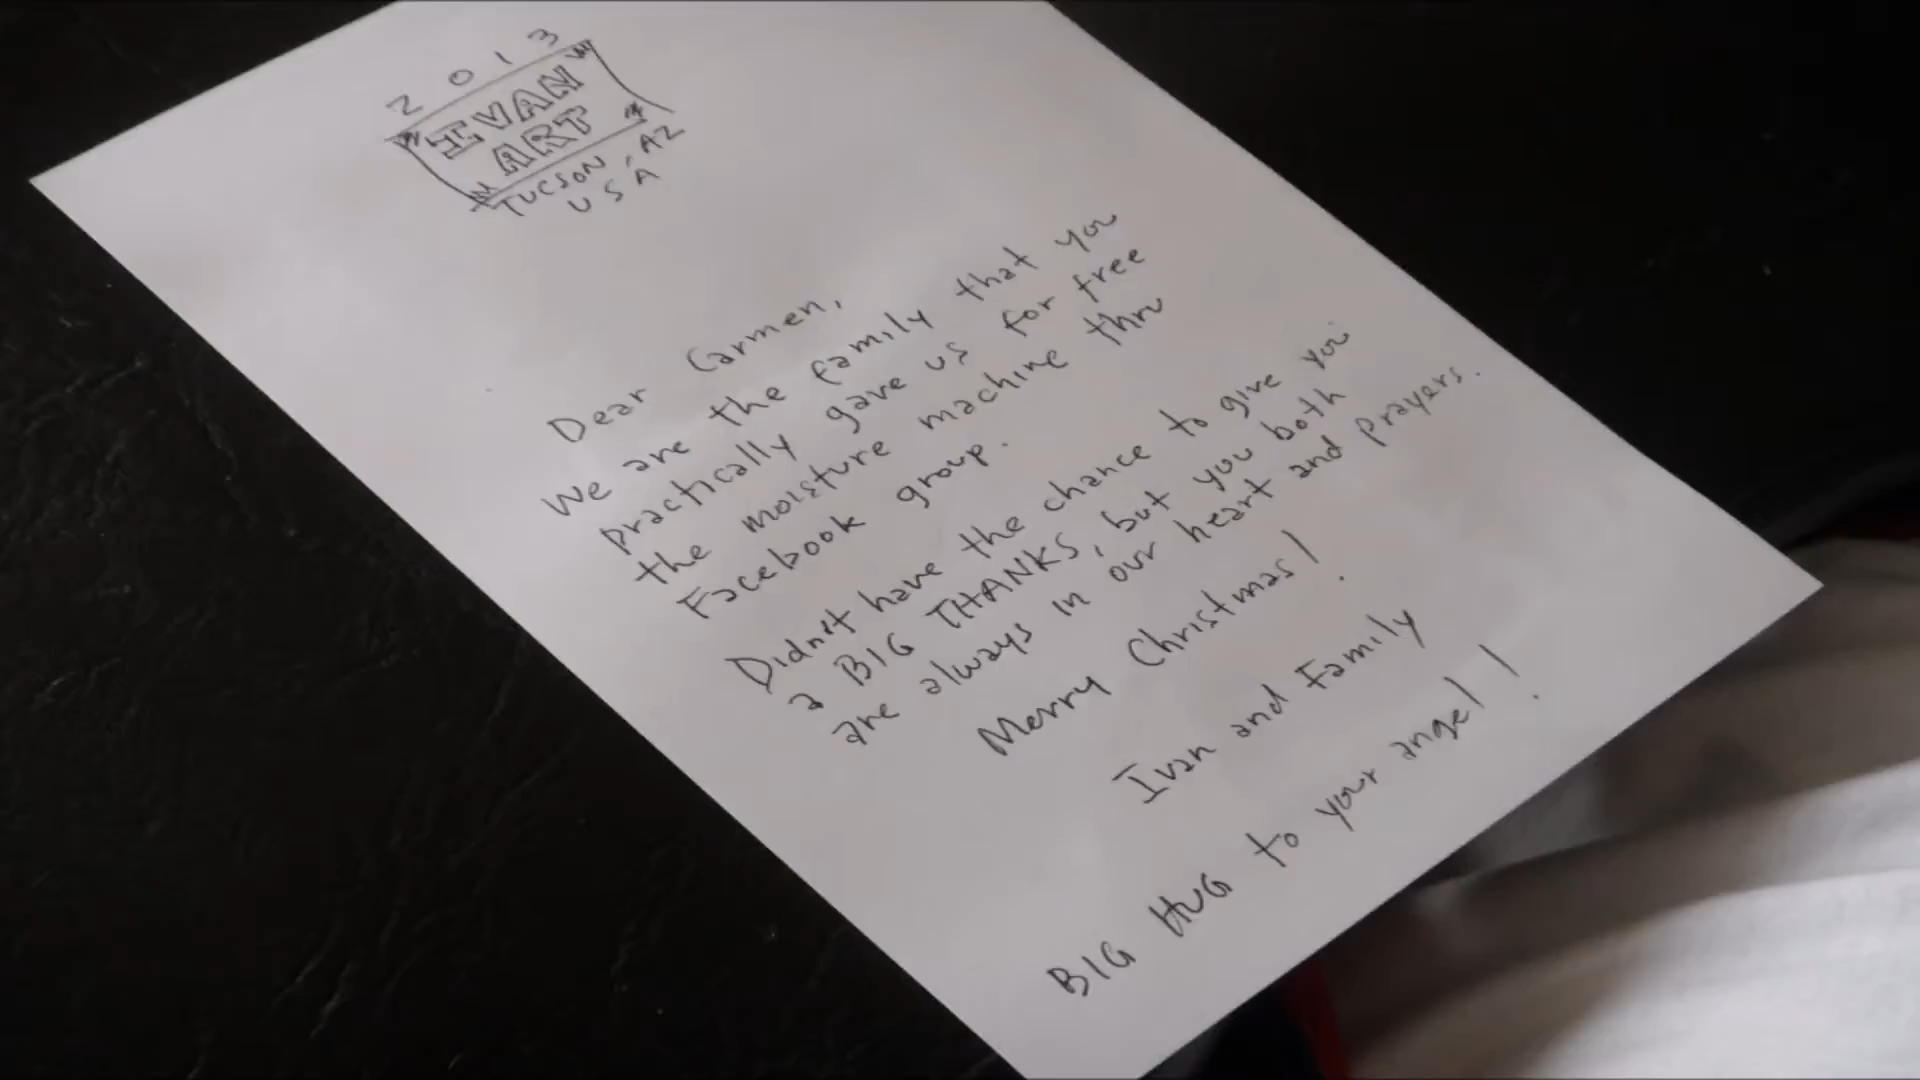 2013
IVAN
ART
TUCSON, AZ
USA
Dear Carmen,
We are the family that you
practically gave us for free
the moisture machine thru
Facebook group.
Didn't have the chance to give you
a BIG THANKS, but you both
are always in our heart and prayers.
Merry Christmas!
Ivan and Family
BIG HUG to your angel!